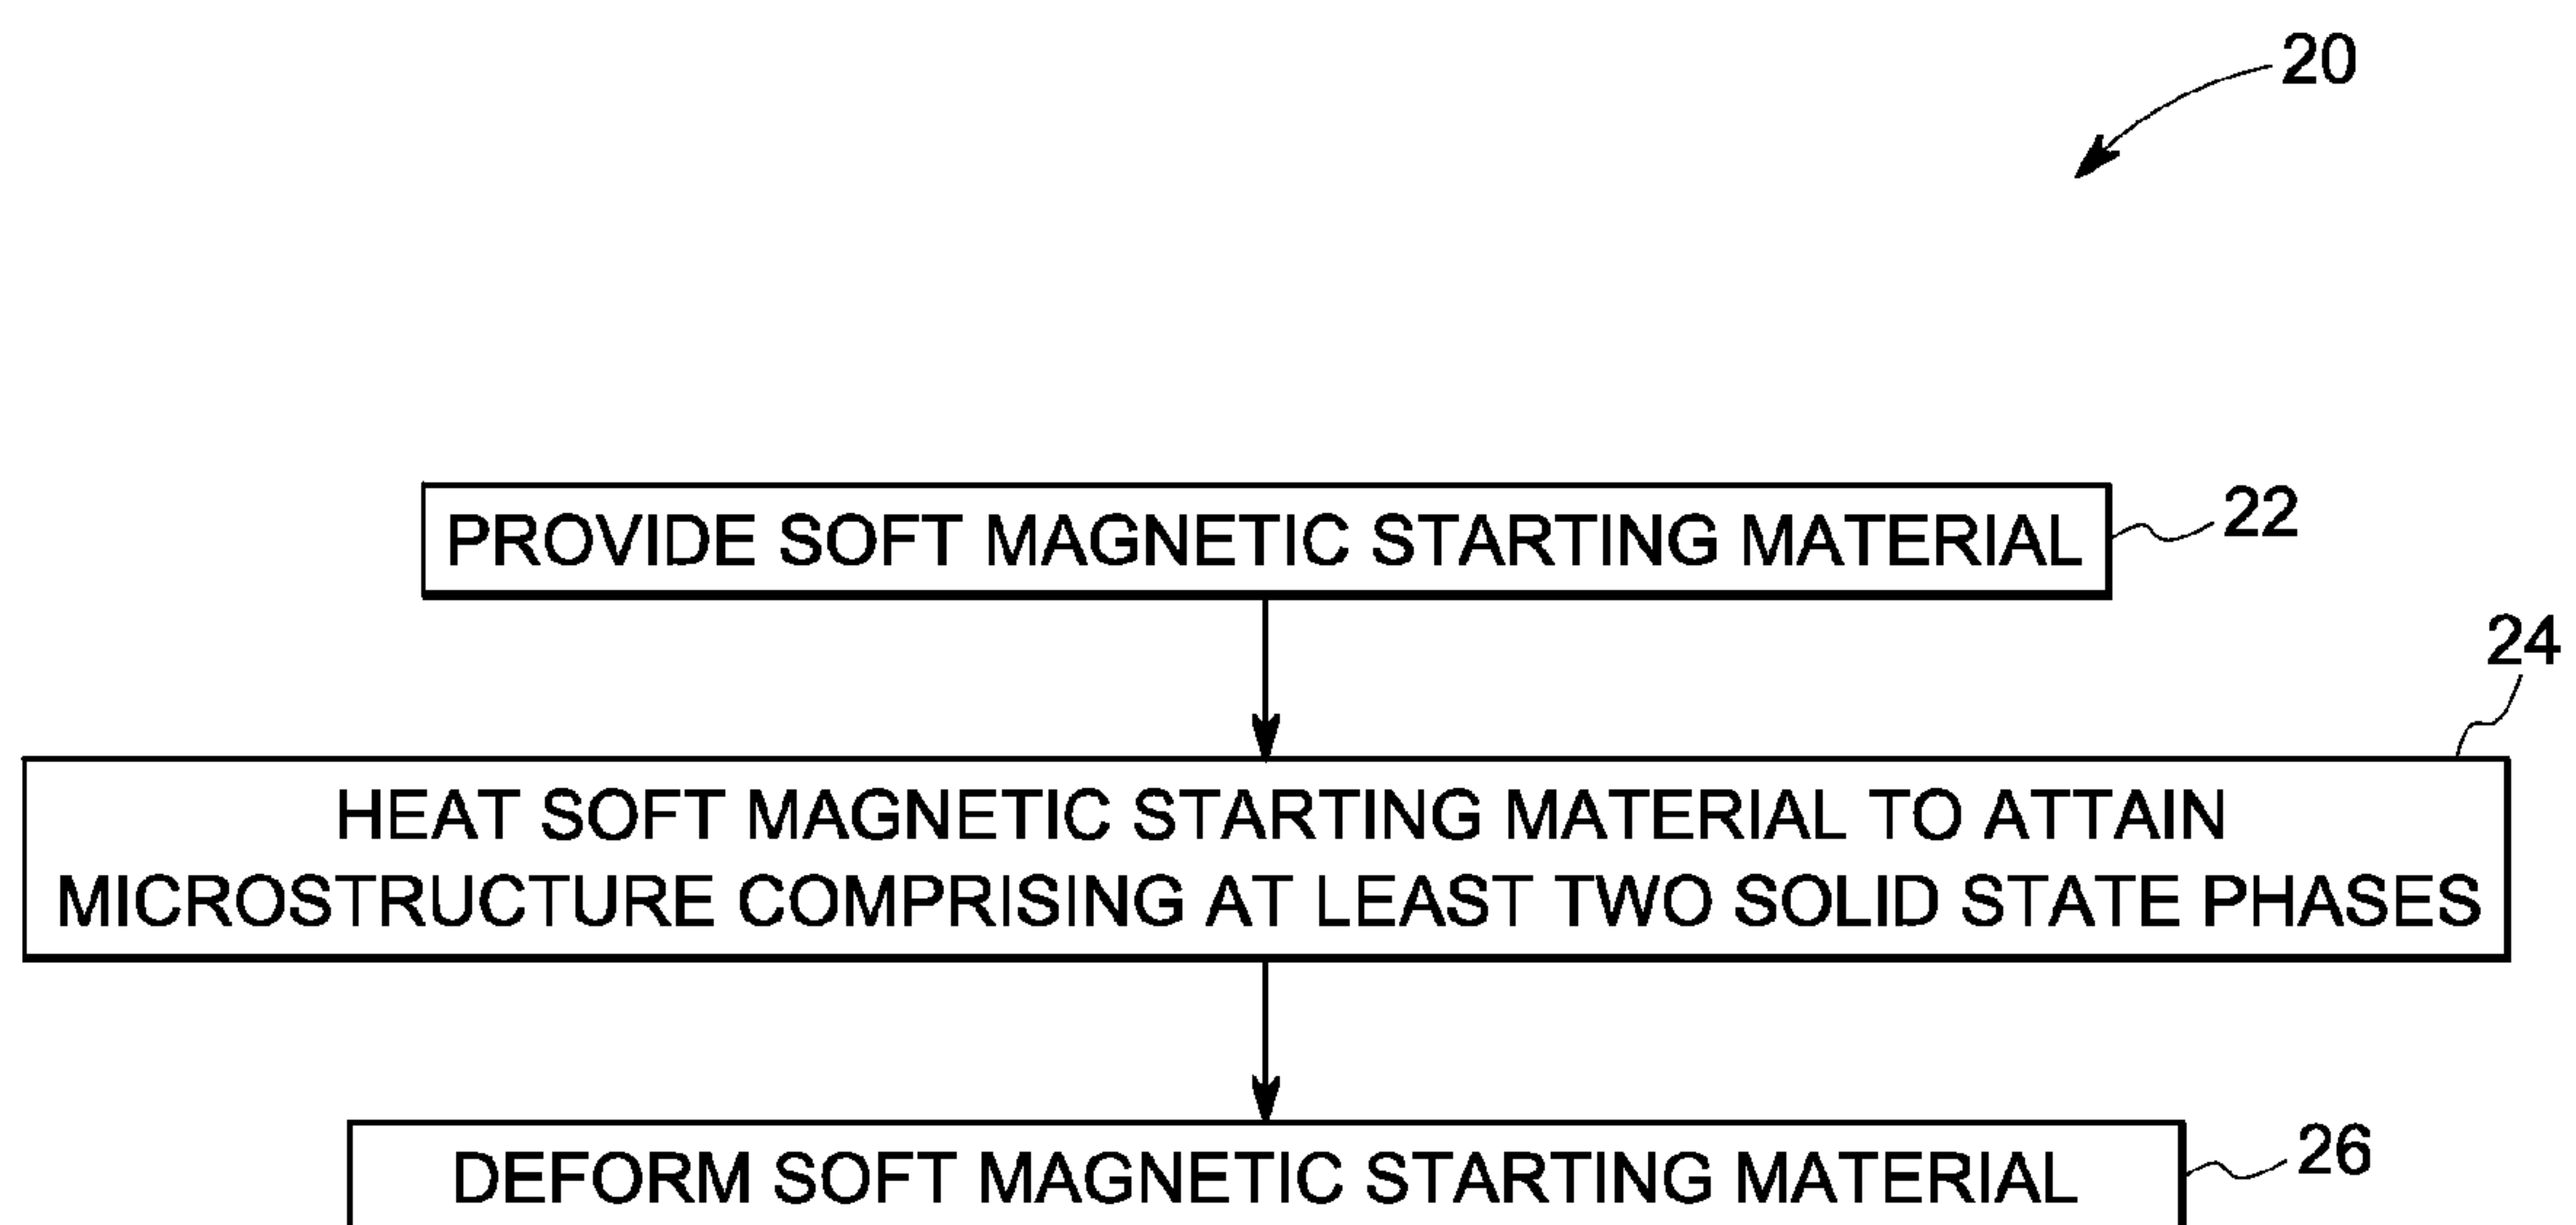 20
PROVIDE SOFT MAGNETIC STARTING MATERIAL
22
24
HEAT SOFT MAGNETIC STARTING MATERIAL TO ATTAIN
MICROSTRUCTURE COMPRISING AT LEAST TWO SOLID STATE PHASES
DEFORM SOFT MAGNETIC STARTING MATERIAL
26